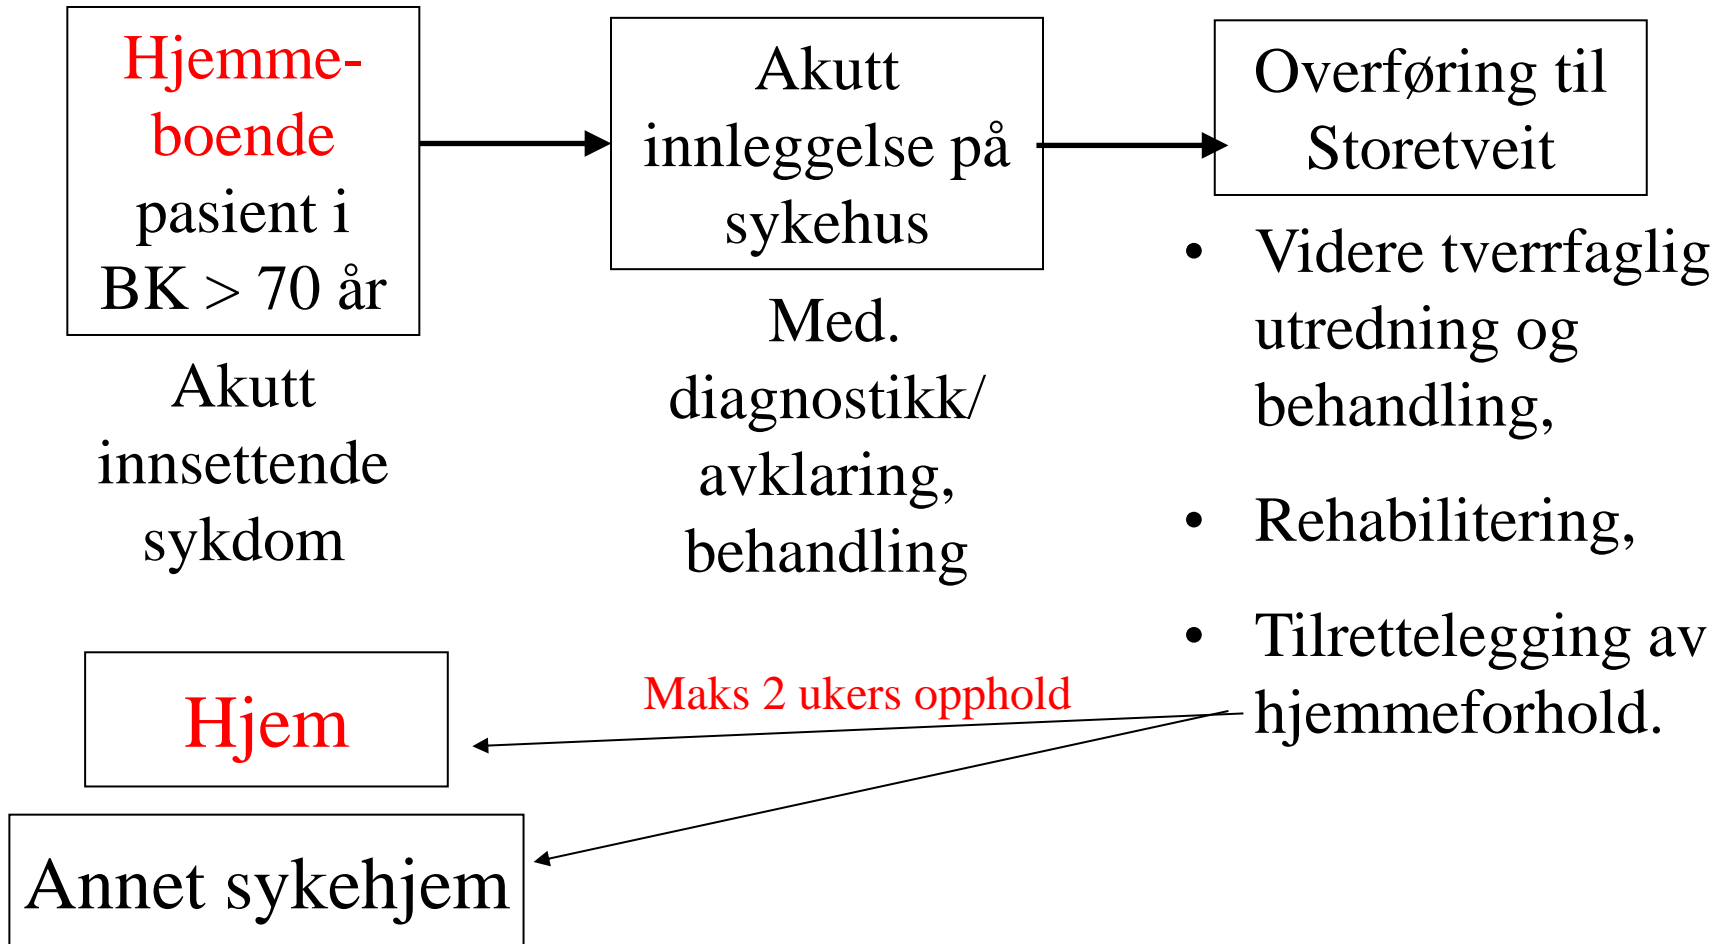 Hjemme-
boende
pasient i
BK > 70 år
Akutt
innsettende
sykdom
Akutt
innleggelse på
sykehus
Med.
diagnostikk/
avklaring,
behandling
Overføring til
Storetveit
• Videre tverrfaglig
utredning og
behandling,
• Rehabilitering,
• Tilrettelegging av
hjemmeforhold.
Maks 2 ukers opphold
Hjem
Annet sykehjem